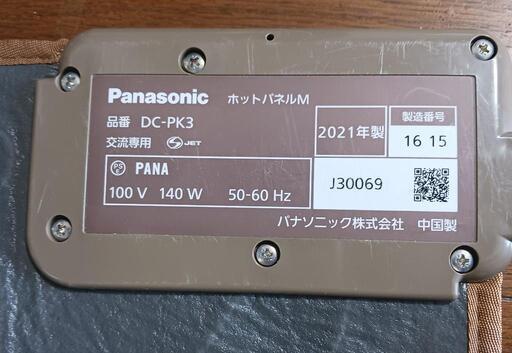 Panasonic ホットパネルM
品番 DC-PK3
交流専用 S JET
2021年製
製造番号
16 15
PS E PANA
100 V 140 W 50-60 Hz
J30069
パナソニック株式会社 中国製